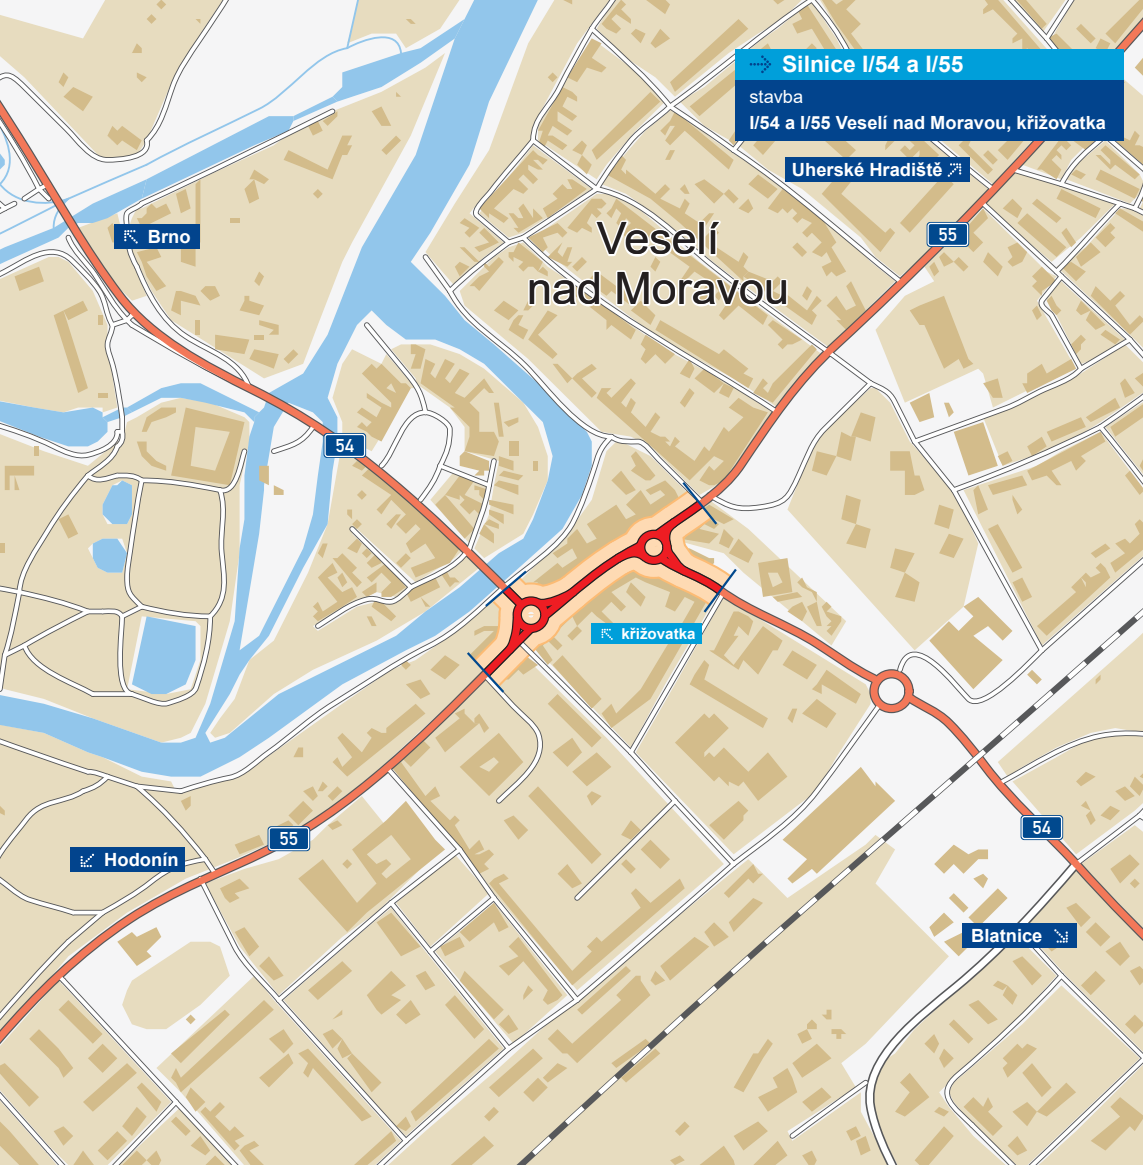 Silnice I/54 a I/55
stavba
I/54 a I/55 Veselí nad Moravou, křižovatka
Uherské Hradiště
55
Brno
Veselí
nad Moravou
54
křižovatka
55
54
Hodonín
Blatnice